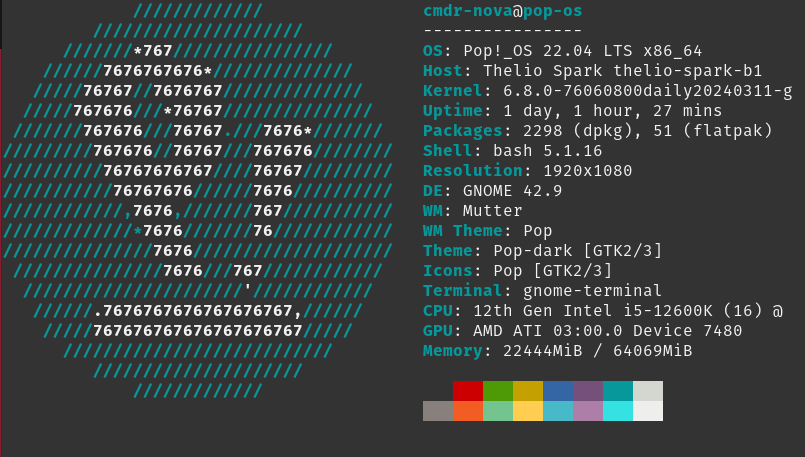 /////////////                 cmdr-nova@pop-os
         /////////////////////             ----------------
      ///////*767////////////////          OS: Pop!_OS 22.04 LTS x86_64
    //////7676767676*//////////////        Host: Thelio Spark thelio-spark-b1
   /////76767//7676767//////////////       Kernel: 6.8.0-76060800daily20240311-g
  /////767676///*76767///////////////      Uptime: 1 day, 1 hour, 27 mins
 ///////767676///76767.///7676*///////     Packages: 2298 (dpkg), 51 (flatpak)
/////////767676//76767///767676////////    Shell: bash 5.1.16
//////////76767676767////76767/////////    Resolution: 1920x1080
///////////76767676//////7676//////////    DE: GNOME 42.9
////////////,7676,///////767///////////    WM: Mutter
/////////////*7676///////76////////////    WM Theme: Pop
///////////////7676////////////////////    Theme: Pop-dark [GTK2/3]
 ///////////////7676///767////////////     Icons: Pop [GTK2/3]
  //////////////////////'////////////      Terminal: gnome-terminal
   //////.7676767676767676767,//////       CPU: 12th Gen Intel i5-12600K (16) @
    /////767676767676767676767/////        GPU: AMD ATI 03:00.0 Device 7480
      ///////////////////////////          Memory: 22444MiB / 64069MiB
         /////////////////////
             /////////////